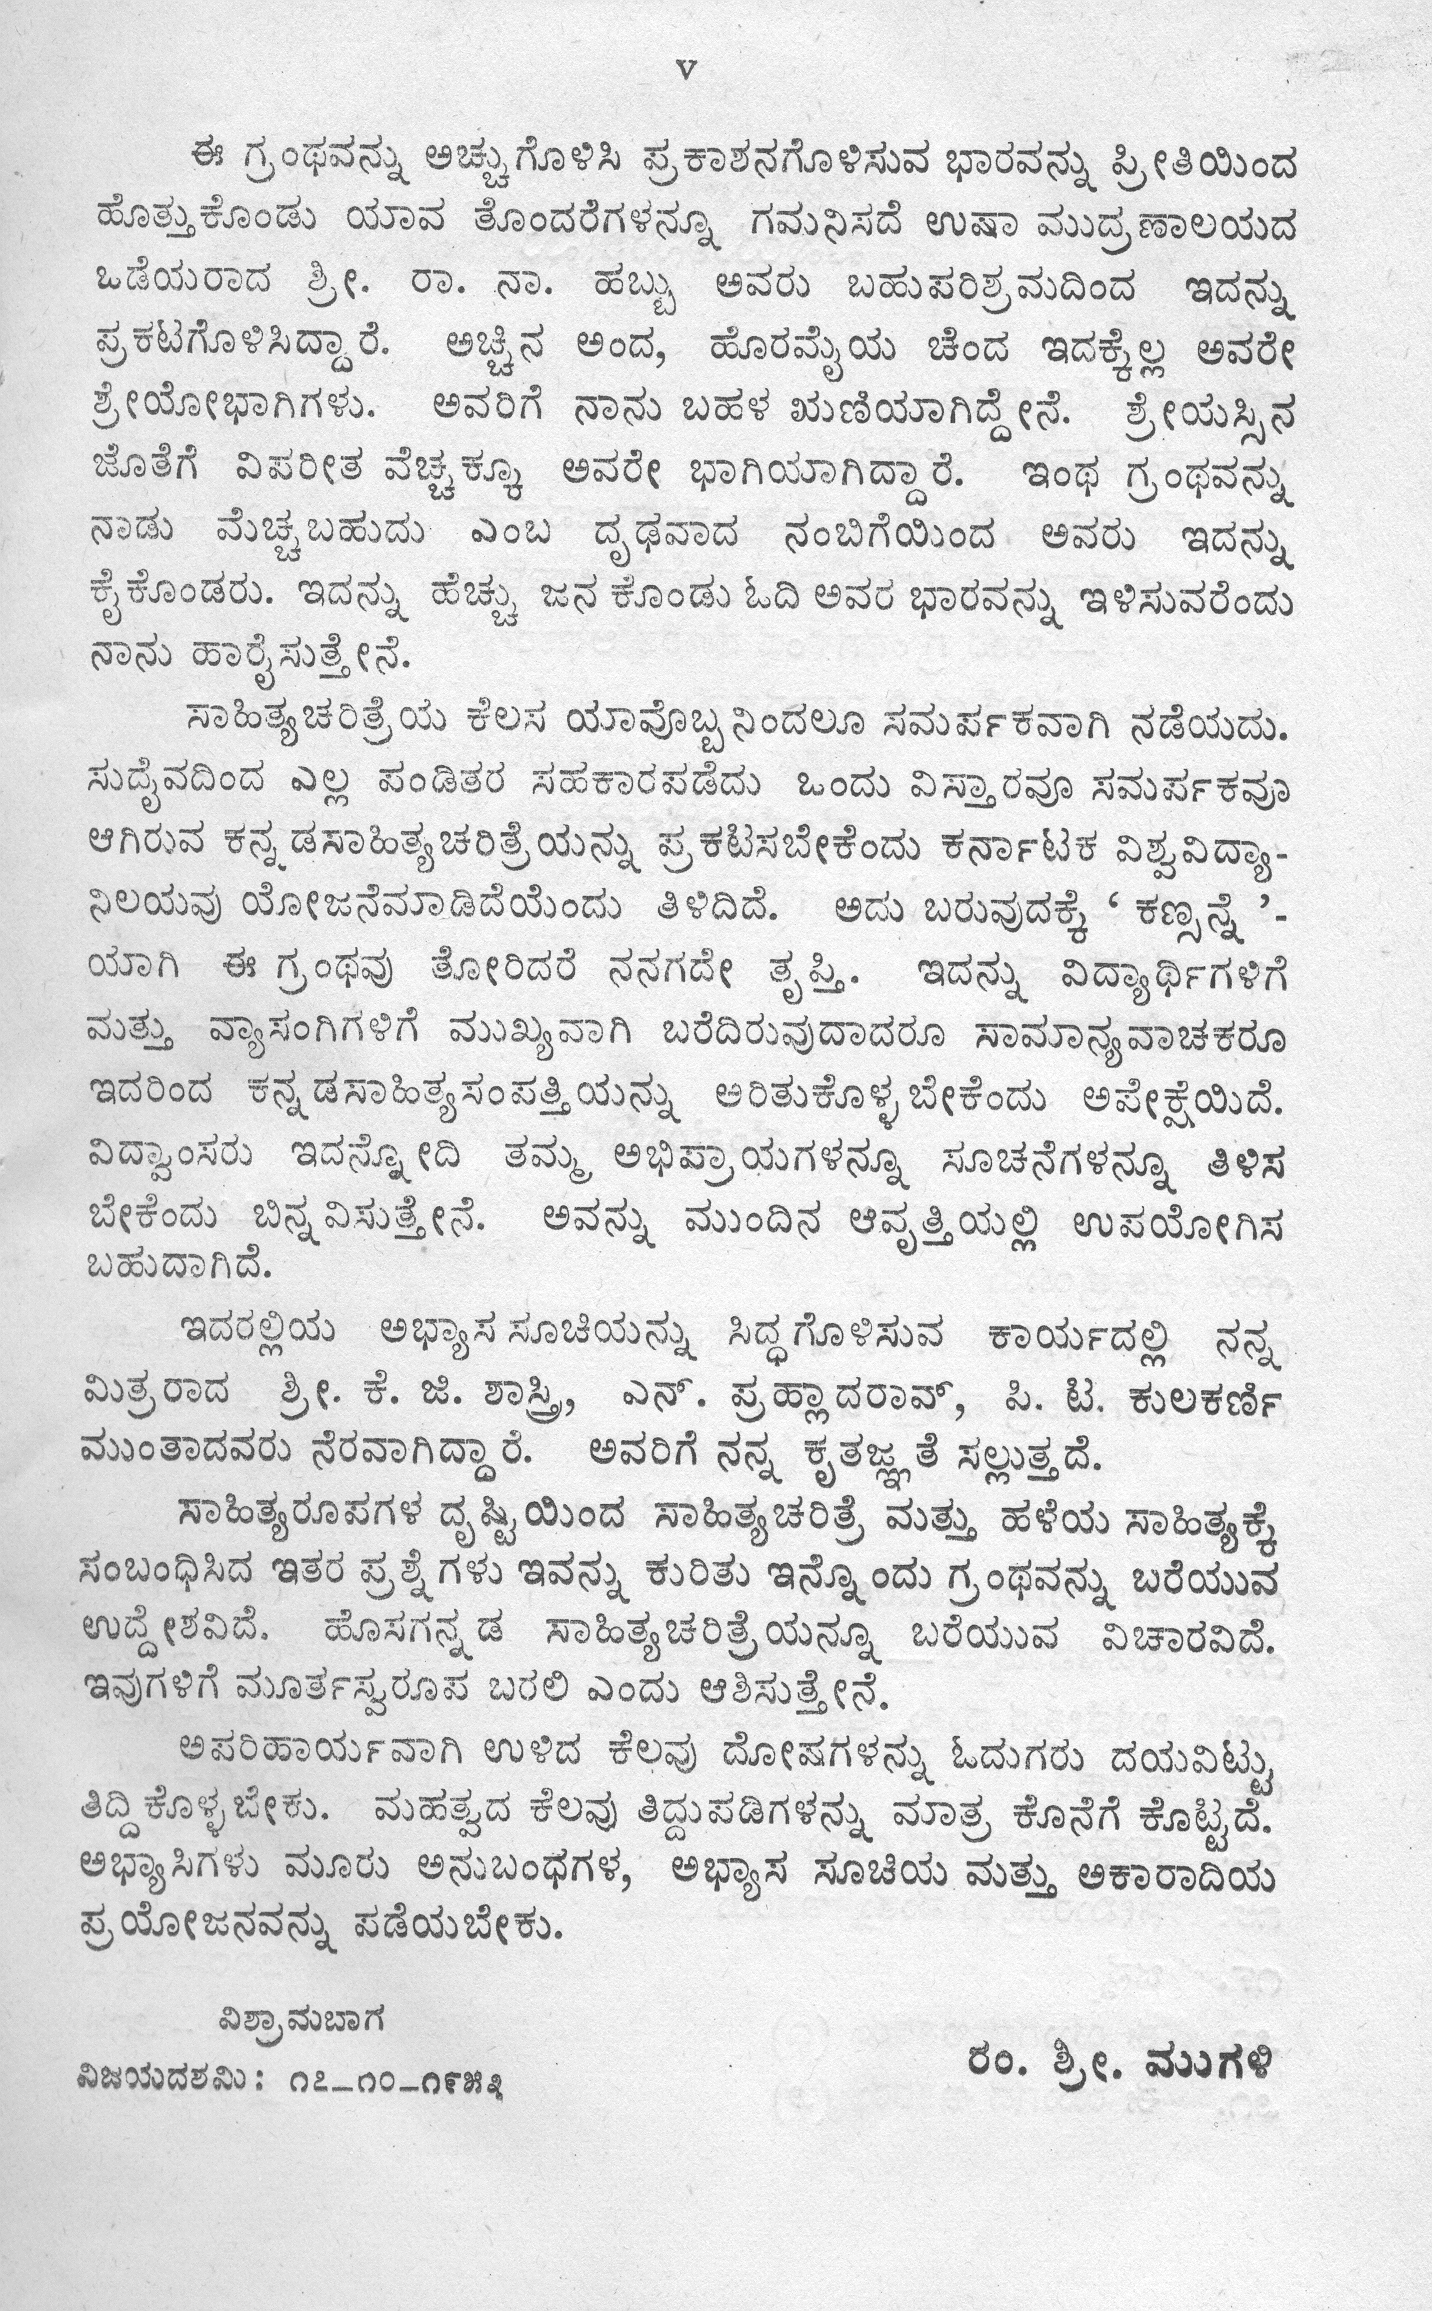 v
ಈ ಗ್ರಂಥವನ್ನು ಅಚ್ಚುಗೊಳಿಸಿ ಪ್ರಕಾಶನಗೊಳಿಸುವ ಭಾರವನ್ನು ಪ್ರೀತಿಯಿಂದ
ಹೊತ್ತುಕೊಂಡು ಯಾವ ತೊಂದರೆಗಳನ್ನೂ ಗಮನಿಸದೆ ಉಷಾ ಮುದ್ರಣಾಲಯದ
ಒಡೆಯರಾದ ಶ್ರೀ. ರಾ. ನಾ. ಹಬ್ಬು ಅವರು ಬಹುಪರಿಶ್ರಮದಿಂದ ಇದನ್ನು
ಪ್ರಕಟಗೊಳಿಸಿದ್ದಾರೆ. ಅಚ್ಚಿನ ಅಂದ, ಹೊರಮೈಯ ಚೆಂದ ಇದಕ್ಕೆಲ್ಲ ಅವರೇ
ಶ್ರೇಯೋಭಾಗಿಗಳು. ಅವರಿಗೆ ನಾನು ಬಹಳ ಋಣಿಯಾಗಿದ್ದೇನೆ. ಶ್ರೇಯಸ್ಸಿನ
ಜೊತೆಗೆ ವಿಪರೀತ ವೆಚ್ಚಕ್ಕೂ ಅವರೇ ಭಾಗಿಯಾಗಿದ್ದಾರೆ. ಇಂಥ ಗ್ರಂಥವನ್ನು
ನಾಡು ಮೆಚ್ಚಬಹುದು ಎಂಬ ದೃಢವಾದ ನಂಬಿಗೆಯಿಂದ ಅವರು ಇದನ್ನು
ಕೈಕೊಂಡರು. ಇದನ್ನು ಹೆಚ್ಚು ಜನ ಕೊಂಡು ಓದಿ ಅವರ ಭಾರವನ್ನು ಇಳಿಸುವರೆಂದು
ನಾನು ಹಾರೈಸುತ್ತೇನೆ.
ಸಾಹಿತ್ಯಚರಿತ್ರೆಯ ಕೆಲಸ ಯಾವೊಬ್ಬನಿಂದಲೂ ಸಮರ್ಪಕವಾಗಿ ನಡೆಯದು.
ಸುದೈವದಿಂದ ಎಲ್ಲ ಪಂಡಿತರ ಸಹಕಾರಪಡೆದು ಒಂದು ವಿಸ್ತಾರವೂ ಸಮರ್ಪಕವೂ
ಆಗಿರುವ ಕನ್ನಡಸಾಹಿತ್ಯಚರಿತ್ರೆಯನ್ನು ಪ್ರಕಟಿಸಬೇಕೆಂದು ಕರ್ನಾಟಕ ವಿಶ್ವವಿದ್ಯಾ-
ನಿಲಯವು ಯೋಜನೆಮಾಡಿದೆಯೆಂದು ತಿಳಿದಿದೆ. ಅದು ಬರುವುದಕ್ಕೆ ‘ ಕಣ್ಸನ್ನೆ ’-
ಯಾಗಿ ಈ ಗ್ರಂಥವು ತೋರಿದರೆ ನನಗದೇ ತೃಪ್ತಿ. ಇದನ್ನು ವಿದ್ಯಾರ್ಥಿಗಳಿಗೆ
ಮತ್ತು ವ್ಯಾಸಂಗಿಗಳಿಗೆ ಮುಖ್ಯವಾಗಿ ಬರೆದಿರುವುದಾದರೂ ಸಾಮಾನ್ಯವಾಚಕರೂ
ಇದರಿಂದ ಕನ್ನಡಸಾಹಿತ್ಯಸಂಪತ್ತಿಯನ್ನು ಅರಿತುಕೊಳ್ಳಬೇಕೆಂದು ಅಪೇಕ್ಷೆಯಿದೆ.
ವಿದ್ವಾಂಸರು ಇದನ್ನೋದಿ ತಮ್ಮ ಅಭಿಪ್ರಾಯಗಳನ್ನೂ ಸೂಚನೆಗಳನ್ನೂ ತಿಳಿಸ
ಬೇಕೆಂದು ಬಿನ್ನವಿಸುತ್ತೇನೆ. ಅವನ್ನು ಮುಂದಿನ ಆವೃತ್ತಿಯಲ್ಲಿ ಉಪಯೋಗಿಸ
ಬಹುದಾಗಿದೆ.
ಇದರಲ್ಲಿಯ ಅಭ್ಯಾಸಸೂಚಿಯನ್ನು ಸಿದ್ಧಗೊಳಿಸುವ ಕಾರ್ಯದಲ್ಲಿ ನನ್ನ
ಮಿತ್ರರಾದ ಶ್ರೀ. ಕೆ. ಜಿ. ಶಾಸ್ತ್ರಿ, ಎನ್. ಪ್ರಹ್ಲಾದರಾವ್, ಪಿ. ಟಿ. ಕುಲಕರ್ಣಿ
ಮುಂತಾದವರು ನೆರವಾಗಿದ್ದಾರೆ. ಅವರಿಗೆ ನನ್ನ ಕೃತಜ್ಞತೆ ಸಲ್ಲುತ್ತದೆ.
ಸಾಹಿತ್ಯರೂಪಗಳ ದೃಷ್ಟಿಯಿಂದ ಸಾಹಿತ್ಯಚರಿತ್ರೆ ಮತ್ತು ಹಳೆಯ ಸಾಹಿತ್ಯಕ್ಕೆ
ಸಂಬಂಧಿಸಿದ ಇತರ ಪ್ರಶ್ನೆಗಳು ಇವನ್ನು ಕುರಿತು ಇನ್ನೊಂದು ಗ್ರಂಥವನ್ನು ಬರೆಯುವ
ಉದ್ದೇಶವಿದೆ. ಹೊಸಗನ್ನಡ ಸಾಹಿತ್ಯಚರಿತ್ರೆಯನ್ನೂ ಬರೆಯುವ ವಿಚಾರವಿದೆ.
ಇವುಗಳಿಗೆ ಮೂರ್ತಸ್ವರೂಪ ಬರಲಿ ಎಂದು ಆಶಿಸುತ್ತೇನೆ.
ಅಪರಿಹಾರ್ಯವಾಗಿ ಉಳಿದ ಕೆಲವು ದೋಷಗಳನ್ನು ಓದುಗರು ದಯವಿಟ್ಟು
ತಿದ್ದಿಕೊಳ್ಳಬೇಕು. ಮಹತ್ವದ ಕೆಲವು ತಿದ್ದುಪಡಿಗಳನ್ನು ಮಾತ್ರ ಕೊನೆಗೆ ಕೊಟ್ಟಿದೆ.
ಅಭ್ಯಾಸಿಗಳು ಮೂರು ಅನುಬಂಧಗಳ, ಅಭ್ಯಾಸ ಸೂಚಿಯ ಮತ್ತು ಅಕಾರಾದಿಯ
ಪ್ರಯೋಜನವನ್ನು ಪಡೆಯಬೇಕು.
ವಿಶ್ರಾಮಬಾಗ
ವಿಜಯದಶಮಿ: ೧೭–೧೦–೧೯೫೩
ರಂ. ಶ್ರೀ. ಮುಗಳಿ